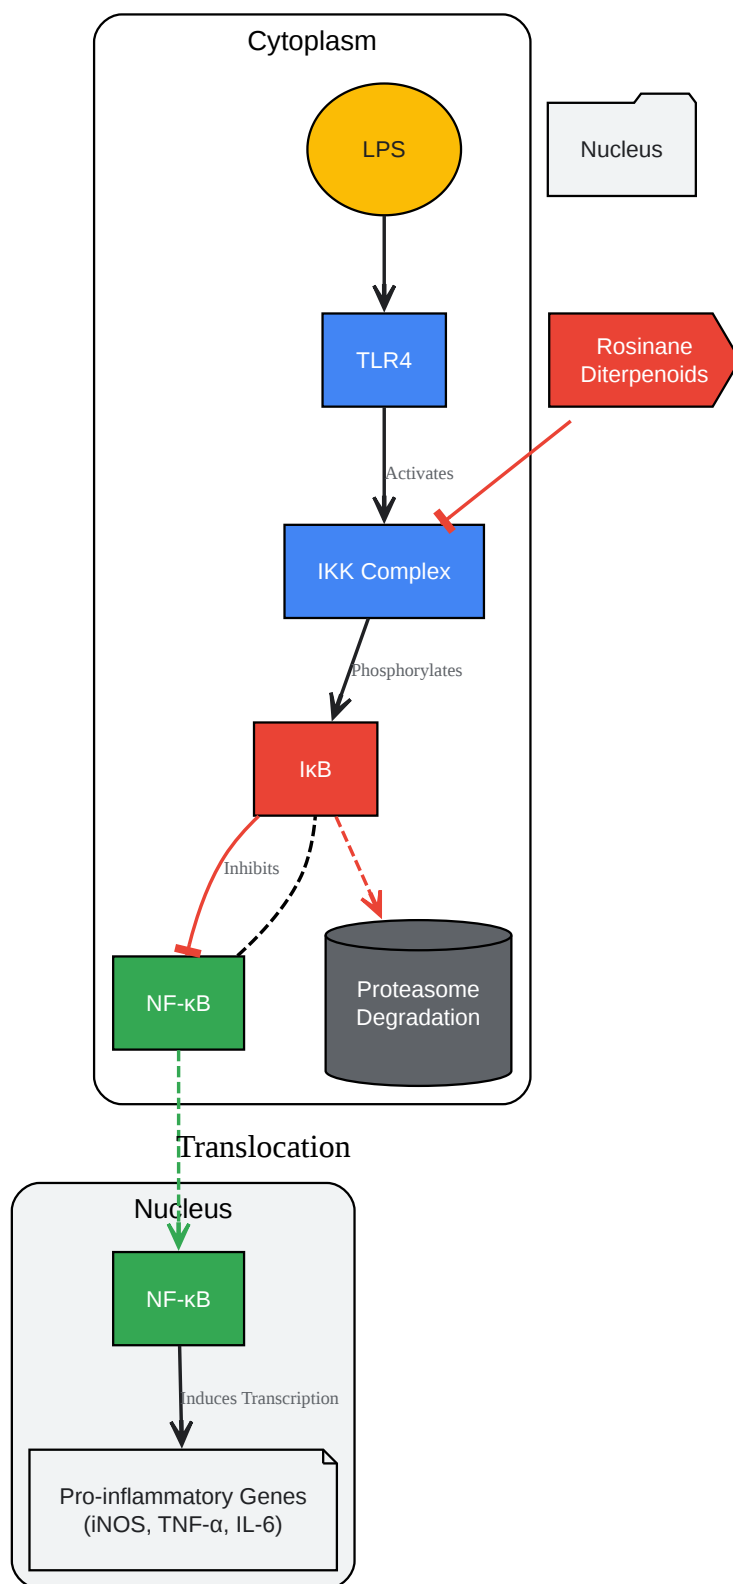 Cytoplasm
LPS
Nucleus
TLR4
Rosinane
Diterpenoids
Activates
IKK Complex
Phosphorylates
IκB
Inhibits
NF-κB
Proteasome
Degradation
Translocation
Nucleus
NF-κB
Induces Transcription
Pro-inflammatory Genes
(iNOS, TNF-α, IL-6)